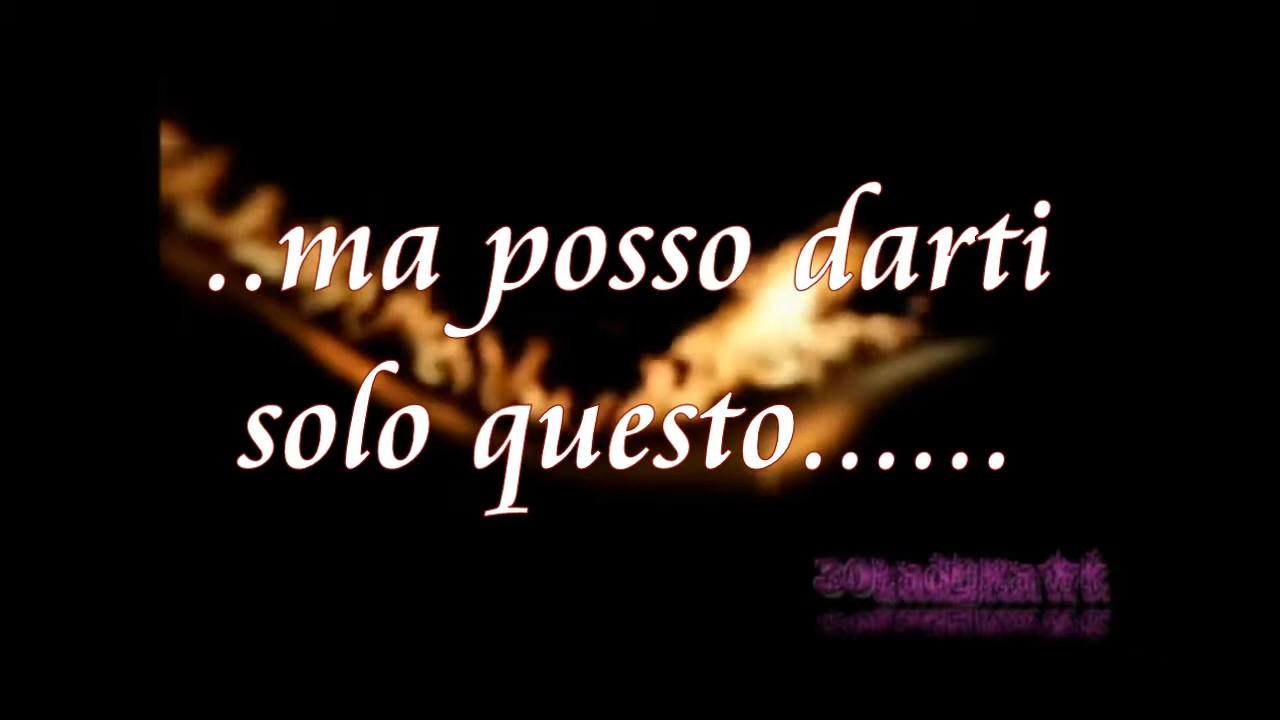 ..ma posso darti
solo questo......